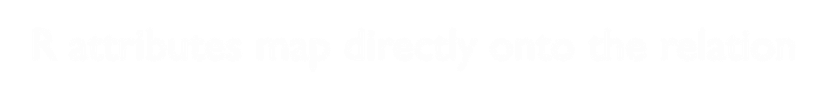 R attributes map directly onto the relation